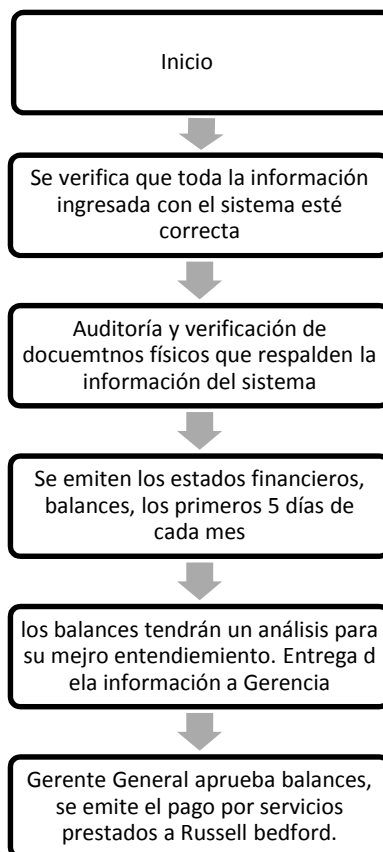 Inicio
Se verifica que toda la información
ingresada con el sistema esté
correcta
Auditoría y verificación de
docuemtnos físicos que respalden la
información del sistema
Se emiten los estados financieros,
balances, los primeros 5 días de
cada mes
los balances tendrán un análisis para
su mejro entendiemiento. Entrega d
ela información a Gerencia
Gerente General aprueba balances,
se emite el pago por servicios
prestados a Russell bedford.